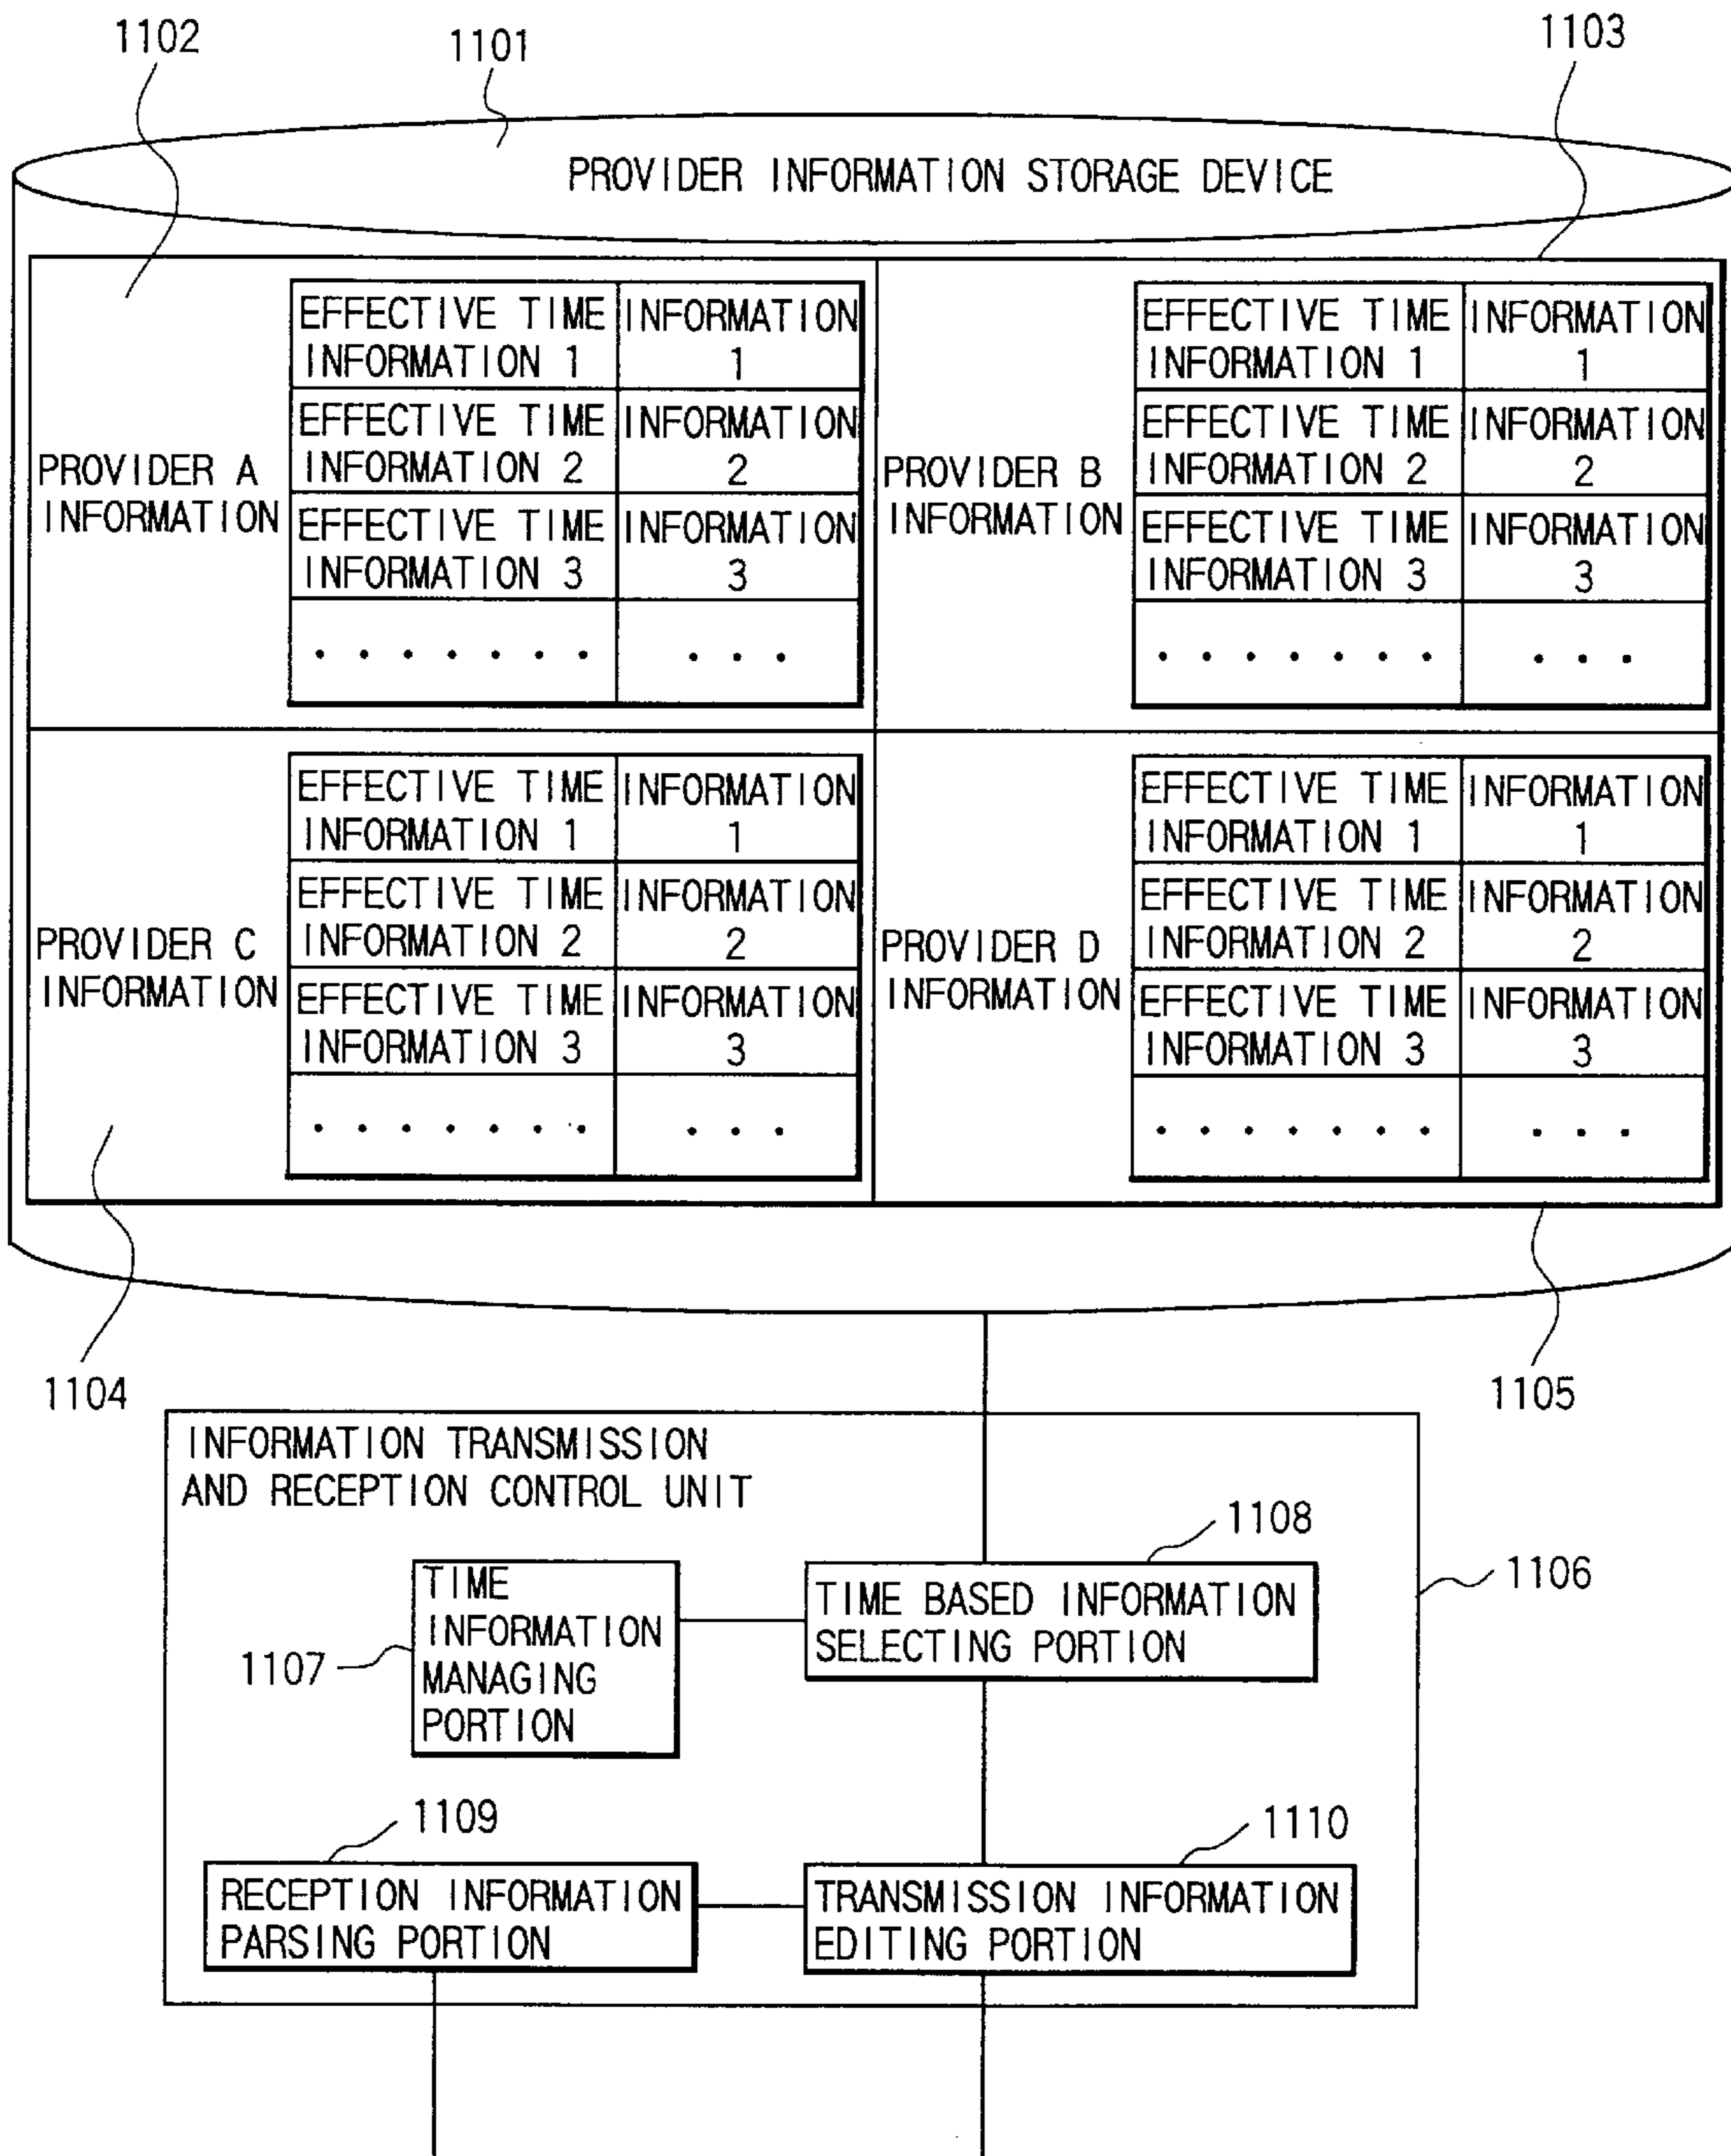 1102
1101
1103
PROVIDER INFORMATION STORAGE DEVICE
PROVIDER A
INFORMATION
EFFECTIVE TIME
INFORMATION 1
INFORMATION
1
EFFECTIVE TIME
INFORMATION 2
INFORMATION
2
EFFECTIVE TIME
INFORMATION 3
INFORMATION
3
. . . . . . .
. . .
PROVIDER B
INFORMATION
EFFECTIVE TIME
INFORMATION 1
INFORMATION
1
EFFECTIVE TIME
INFORMATION 2
INFORMATION
2
EFFECTIVE TIME
INFORMATION 3
INFORMATION
3
. . . . . . .
. . .
PROVIDER C
INFORMATION
EFFECTIVE TIME
INFORMATION 1
INFORMATION
1
EFFECTIVE TIME
INFORMATION 2
INFORMATION
2
EFFECTIVE TIME
INFORMATION 3
INFORMATION
3
. . . . . . .
. . .
PROVIDER D
INFORMATION
EFFECTIVE TIME
INFORMATION 1
INFORMATION
1
EFFECTIVE TIME
INFORMATION 2
INFORMATION
2
EFFECTIVE TIME
INFORMATION 3
INFORMATION
3
. . . . . . .
. . .
1104
1105
INFORMATION TRANSMISSION
AND RECEPTION CONTROL UNIT
1108
1106
TIME
INFORMATION
MANAGING
PORTION
1107
TIME BASED INFORMATION
SELECTING PORTION
1109
1110
RECEPTION INFORMATION
PARSING PORTION
TRANSMISSION INFORMATION
EDITING PORTION